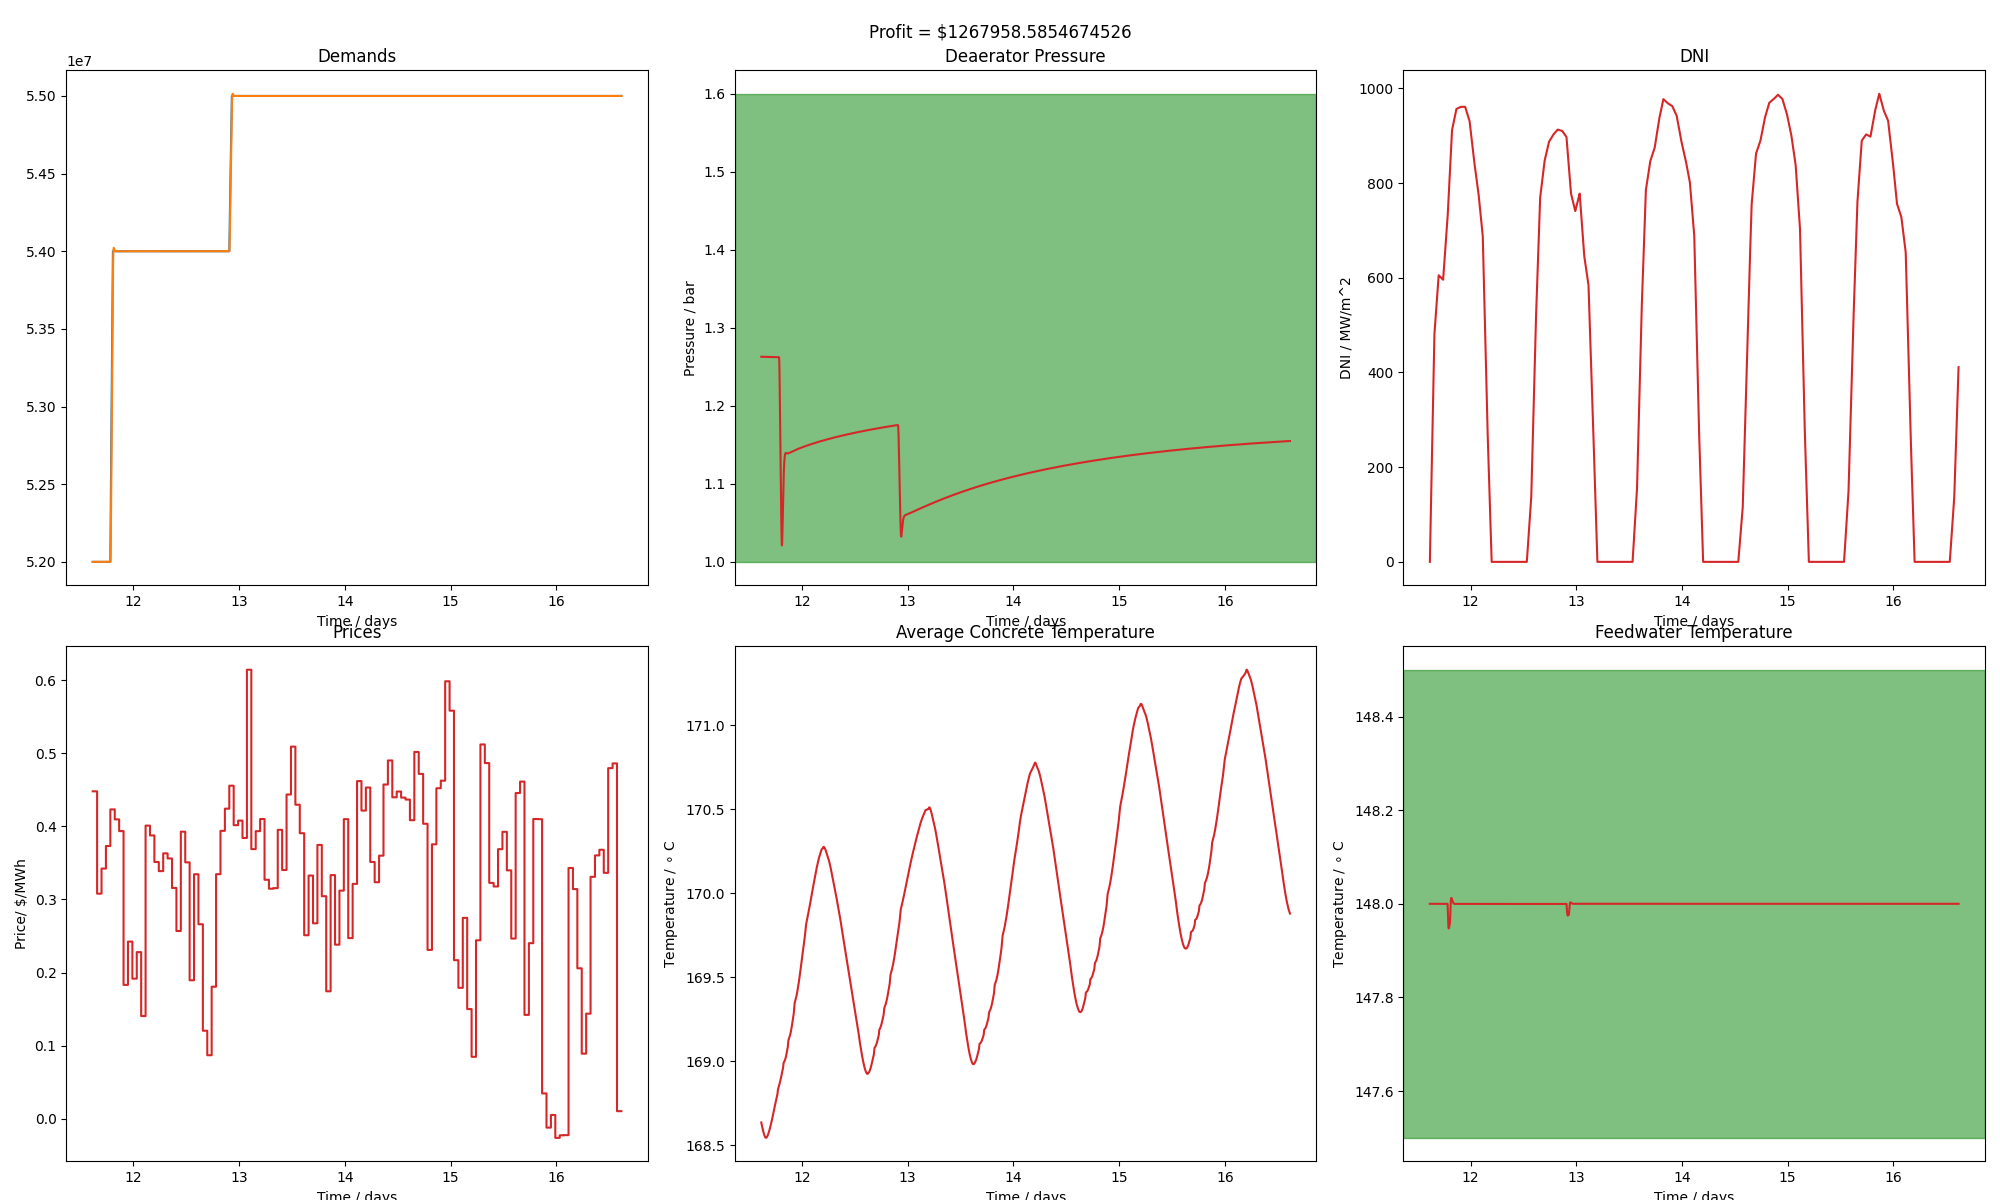 Profit = $1267958.5854674526
Demands
1e7
5.50
5.45
5.40
5.35
5.30
5.25
5.20
12 13 14 15 16
Time / days
Deaerator Pressure
Pressure / bar
1.6
1.5
1.4
1.3
1.2
1.1
1.0
12 13 14 15 16
Time / days
DNI
DNI / MW/m^2
1000
800
600
400
200
0
12 13 14 15 16
Time / days
Prices
Price/ $/MWh
0.6
0.5
0.4
0.3
0.2
0.1
0.0
12 13 14 15 16
Time / days
Average Concrete Temperature
Temperature / ∘ C
171.0
170.5
170.0
169.5
169.0
168.5
12 13 14 15 16
Time / days
Feedwater Temperature
Temperature / ∘ C
148.4
148.2
148.0
147.8
147.6
12 13 14 15 16
Time / days